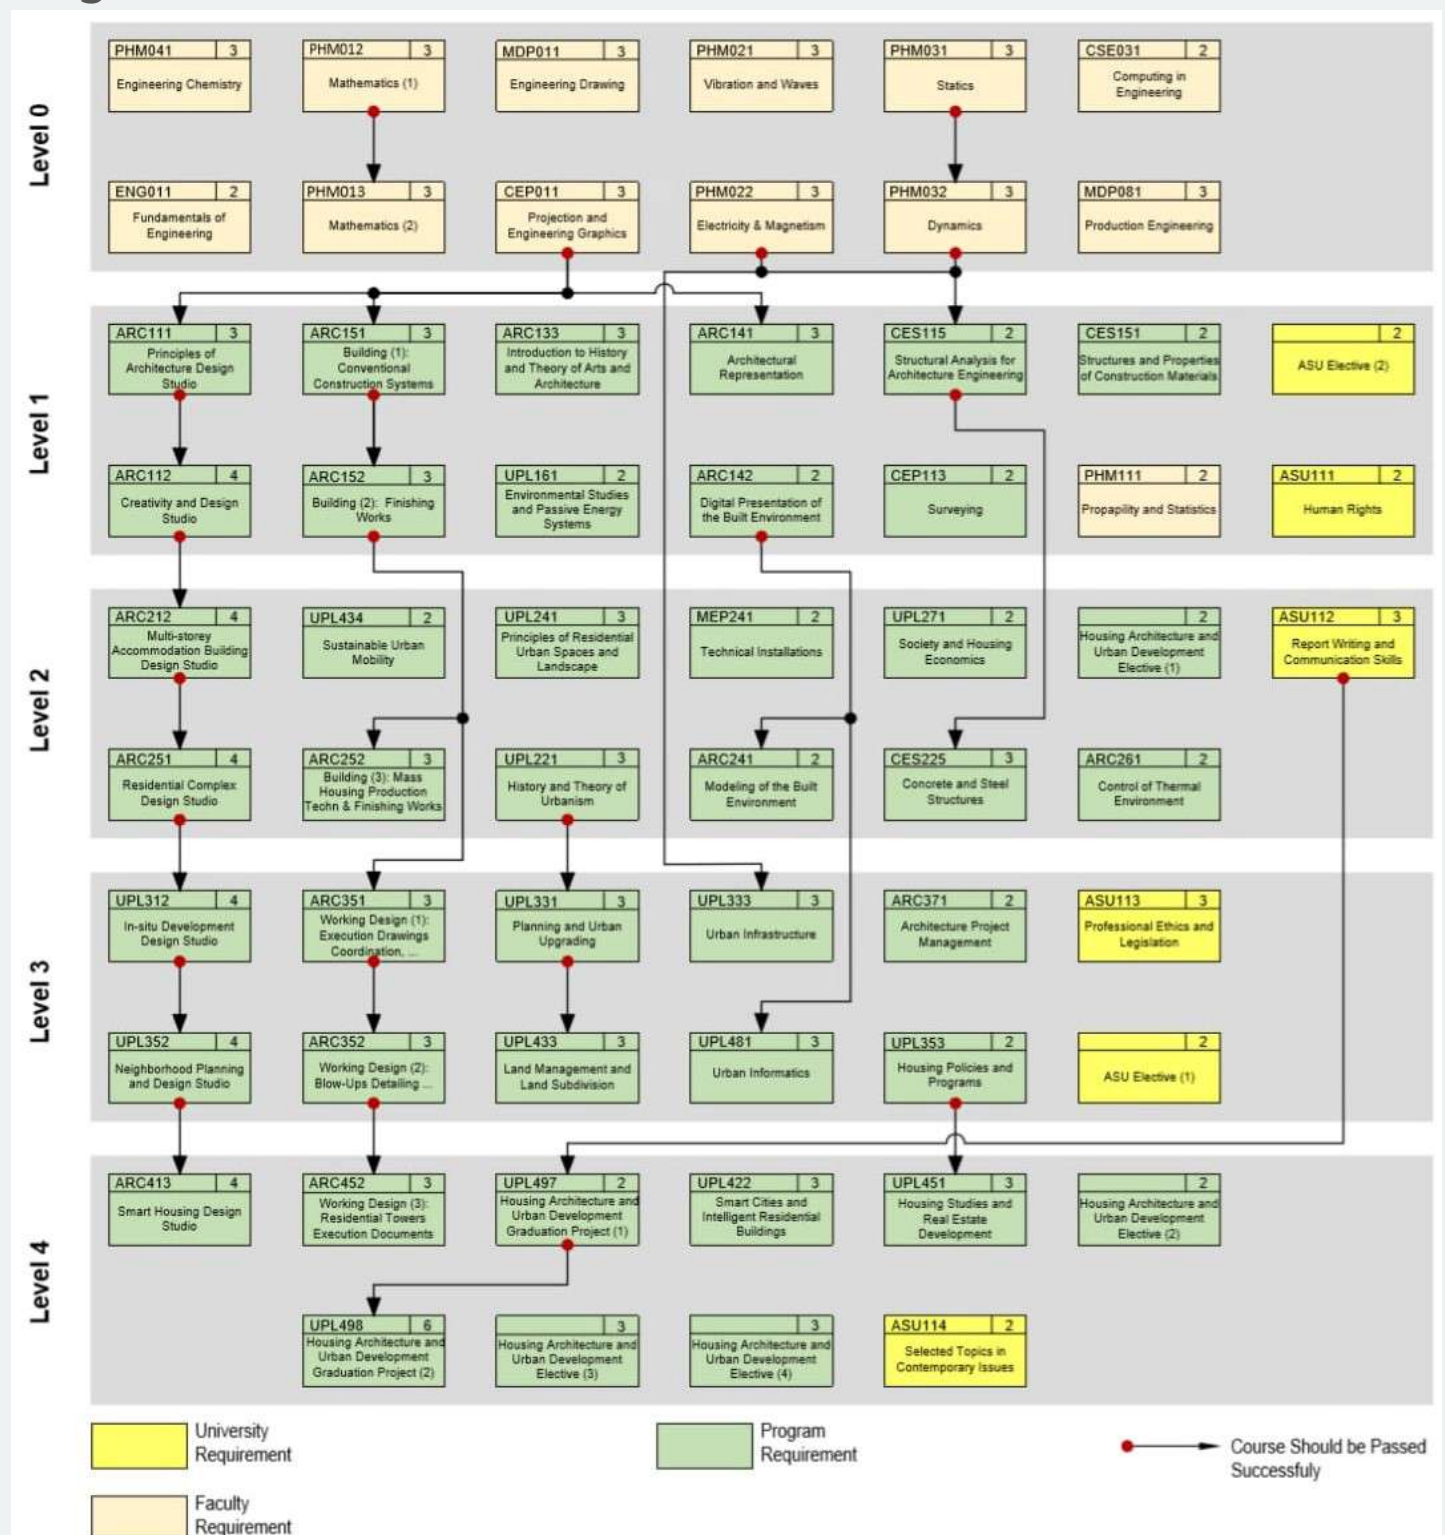 Level 0
PHM041 3
Engineering Chemistry
PHM012 3
Mathematics (1)
MDP011 3
Engineering Drawing
PHM021 3
Vibration and Waves
PHM031 3
Statics
CSE031 2
Computing in
Engineering
ENG011 2
Fundamentals of
Engineering
PHM013 3
Mathematics (2)
CEP011 3
Projection and
Engineering Graphics
PHM022 3
Electricity & Magnetism
PHM032 3
Dynamics
MDP081 3
Production Engineering
Level 1
ARC111 3
Principles of
Architecture Design
Studio
ARC151 3
Building (1):
Conventional
Construction Systems
ARC133 3
Introduction to History
and Theory of Arts and
Architecture
ARC141 3
Architectural
Representation
CES115 2
Structural Analysis for
Architecture Engineering
CES151 2
Structures and Properties
of Construction Materials
2
ASU Elective (2)
ARC112 4
Creativity and Design
Studio
ARC152 3
Building (2): Finishing
Works
UPL161 2
Environmental Studies
and Passive Energy
Systems
ARC142 2
Digital Presentation of
the Built Environment
CEP113 2
Surveying
PHM111 2
Propapility and Statistics
ASU111 2
Human Rights
Level 2
ARC212 4
Multi-storey
Accommodation Building
Design Studio
UPL434 2
Sustainable Urban
Mobility
UPL241 3
Principles of Residential
Urban Spaces and
Landscape
MEP241 2
Technical Installations
UPL271 2
Society and Housing
Economics
2
Housing Architecture and
Urban Development
Elective (1)
ASU112 3
Report Writing and
Communication Skills
ARC251 4
Residential Complex
Design Studio
ARC252 3
Building (3): Mass
Housing Production
Techn & Finishing Works
UPL221 3
History and Theory of
Urbanism
ARC241 2
Modeling of the Built
Environment
CES225 3
Concrete and Steel
Structures
ARC261 2
Control of Thermal
Environment
Level 3
UPL312 4
In-situ Development
Design Studio
ARC351 3
Working Design (1):
Execution Drawings
Coordination, ...
UPL331 3
Planning and Urban
Upgrading
UPL333 3
Urban Infrastructure
ARC371 2
Architecture Project
Management
ASU113 3
Professional Ethics and
Legislation
UPL352 4
Neighborhood Planning
and Design Studio
ARC352 3
Working Design (2):
Blow-Ups Detailing ...
UPL433 3
Land Management and
Land Subdivision
UPL481 3
Urban Informatics
UPL353 2
Housing Policies and
Programs
2
ASU Elective (1)
Level 4
ARC413 4
Smart Housing Design
Studio
ARC452 3
Working Design (3):
Residential Towers
Execution Documents
UPL497 2
Housing Architecture and
Urban Development
Graduation Project (1)
UPL422 3
Smart Cities and
Intelligent Residential
Buildings
UPL451 3
Housing Studies and
Real Estate
Development
2
Housing Architecture and
Urban Development
Elective (2)
UPL498 6
Housing Architecture and
Urban Development
Graduation Project (2)
3
Housing Architecture and
Urban Development
Elective (3)
3
Housing Architecture and
Urban Development
Elective (4)
ASU114 2
Selected Topics in
Contemporary Issues
University
Requirement
Program
Requirement
Course Should be Passed
Successfuly
Faculty
Requirement